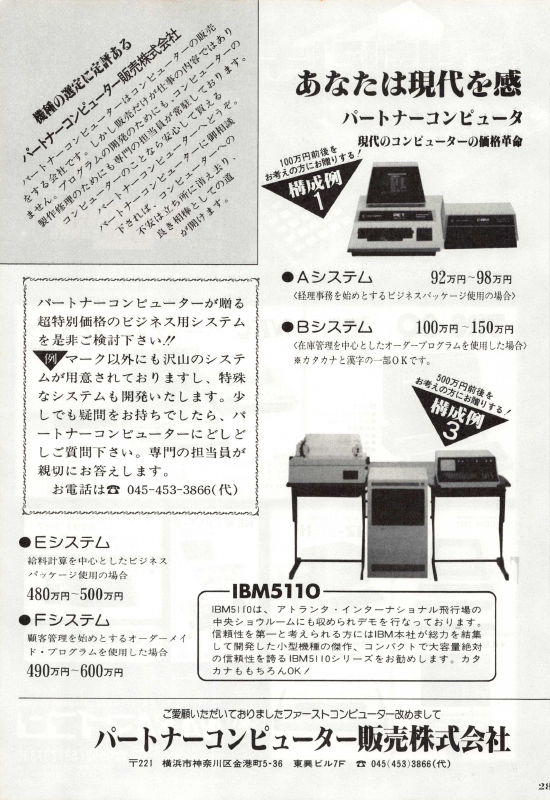 機種の選定に定評ある
パートナーコンピューター販売株式会社
パートナーコンピューターはコンピューターの販売
をする会社です。しかし販売だけが仕事の内容ではあり
ません。アログラムの開発のためにも、コンピューターの
製作修理のためにも専門の担当員が常駐しております。
コンピューターのことなら安心して買える
パートナーコンピューターに御相談
下されば、コンピューターへの
不安は立ち所に消え去り、
良き相棒としての道
が開けます。
あなたは現代を感
パートナーコンピュータ
現代のコンピューターの価格革命
100万円前後を
お考えの方にお贈りする!
構成例
1
●Aシステム 92万円~98万円
〈経理事務を始めとするビジネスパッケージ使用の場合〉
●Bシステム 100万円~150万円
〈在庫管理を中心としたオーダープログラムを使用した場合〉
※カタカナと漢字の一部OKです。
パートナーコンピューターが贈る
超特別価格のビジネス用システム
を是非ご検討下さい!!
例マーク以外にも沢山のシステ
ムが用意されておりますし、特殊
なシステムも開発いたします。少
しでも疑問をお持ちでしたら、パ
ートナーコンピューターにどしど
しご質問下さい。専門の担当員が
親切にお答えします。
お電話は☎ 045-453-3866(代)
500万円前後を
お考えの方にお贈りする!
構成例
3
●Eシステム
給料計算を中心としたビジネス
パッケージ使用の場合
480万円~500万円
●Fシステム
顧客管理を始めとするオーダーメイ
ド・プログラムを使用した場合
490万円~600万円
IBM5110
IBM5110は、アトランタ・インターナショナル飛行場の
中央ショウルームにも収められデモを行なっております。
信頼性を第一と考えられる方にはIBM本社が総力を結集
して開発した小型機種の傑作、コンパクトで大容量絶対
の信頼性を誇るIBM5110シリーズをお勧めします。カタ
カナももちろんOK!
ご愛顧いただいておりましたファーストコンピューター改めまして
パートナーコンピューター販売株式会社
〒221 横浜市神奈川区金港町5-36 東興ビル7F ☎ 045(453)3866(代)